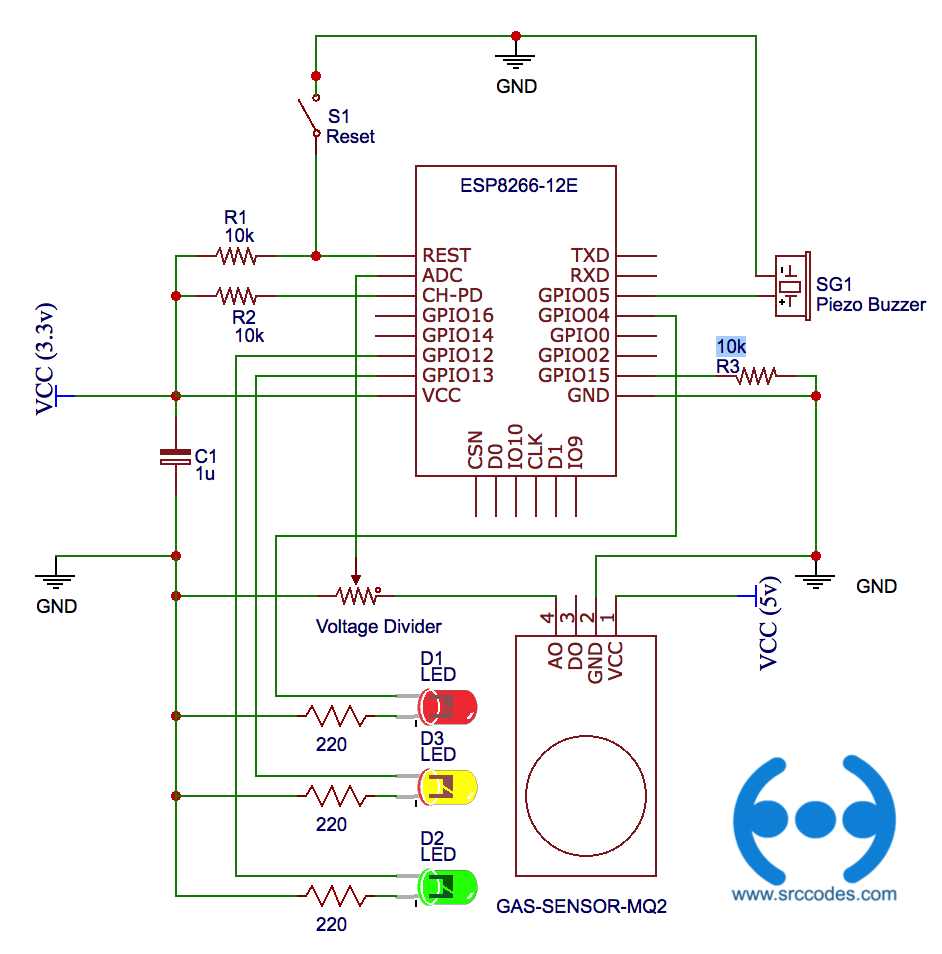 GND
S1
Reset
ESP8266-12E
R1
10k
REST
ADC
CH-PD
GPIO16
GPIO14
GPIO12
GPIO13
VCC
TXD
RXD
GPIO05
GPIO04
GPIO0
GPIO02
GPIO15
GND
CSN
D0
IO10
CLK
D1
IO9
R2
10k
VCC (3.3v)
SG1
Piezo Buzzer
10k
R3
C1
1u
GND
GND
VCC (5v)
Voltage Divider
4
3
2
1
AO
DO
GND
VCC
D1
LED
220
D3
LED
220
D2
LED
220
GAS-SENSOR-MQ2
www.srccodes.com